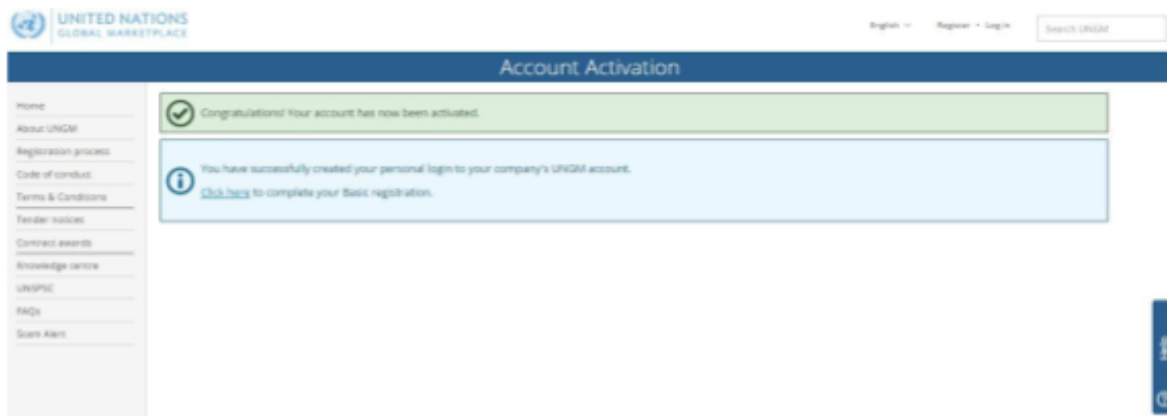 UNITED NATIONS
GLOBAL MARKETPLACE
English
Register • Log in
Search UNGM
Account Activation
Home
About UNGM
Registration process
Code of conduct
Terms & Conditions
Tender notices
Contract awards
Knowledge centre
UNSPSC
FAQs
Scam Alert
Congratulations! Your account has now been activated.
You have successfully created your personal login to your company's UNGM account.
Click here to complete your Basic registration.